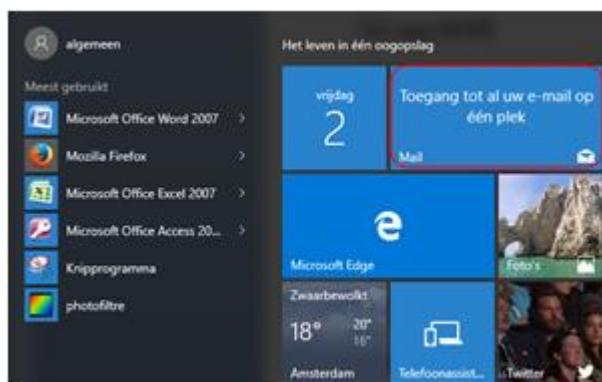 algemeen
Meest gebruikt
Microsoft Office Word 2007
Mozilla Firefox
Microsoft Office Excel 2007
Microsoft Office Access 20...
Knipprogramma
photofiltre
Het leven in één oogopslag
vrijdag
2
Toegang tot al uw e-mail op
één plek
Mail
Microsoft Edge
Foto's
Zwaarbewolkt
18° 20°
16°
Amsterdam
Telefoonassist...
Twitter